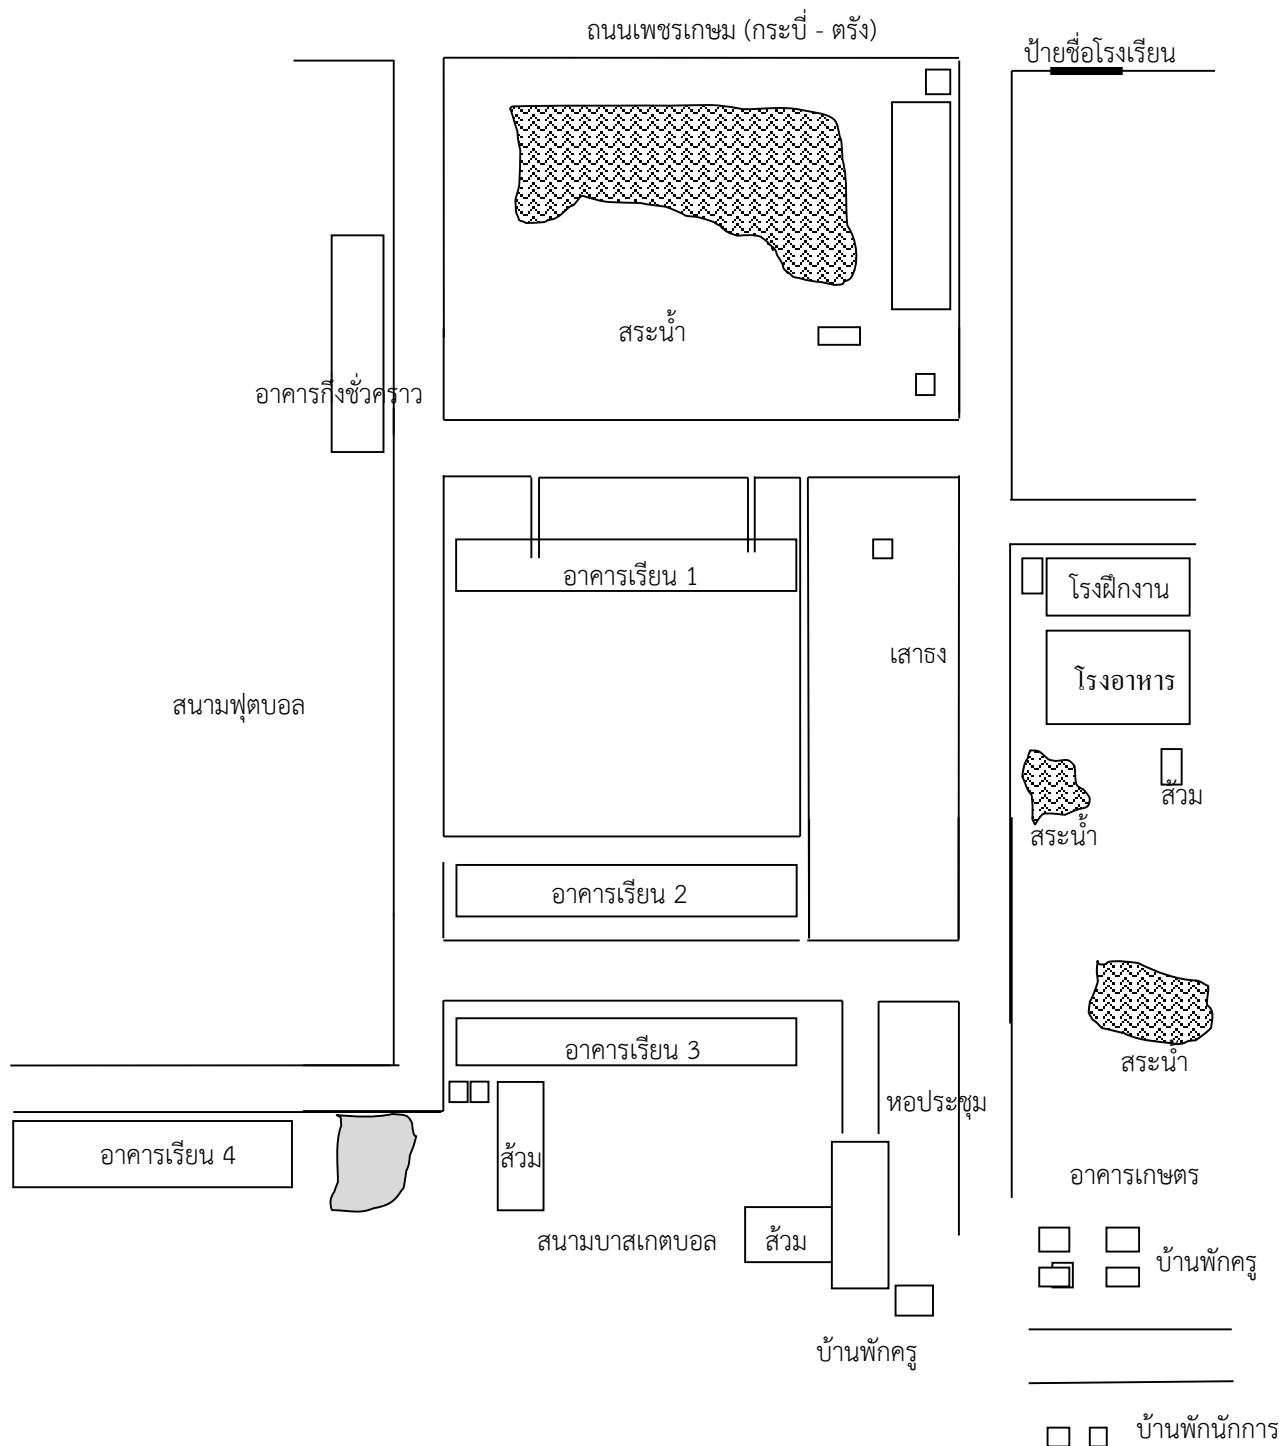 ถนนเพชรเกษม (กระบี่ - ตรัง)
ป้ายชื่อโรงเรียน
สระน้ำ
อาคารกึ่งชั่วคราว
อาคารเรียน 1
โรงฝึกงาน
เสาธง
โรงอาหาร
สนามฟุตบอล
ส้วม
สระน้ำ
อาคารเรียน 2
อาคารเรียน 3
สระน้ำ
หอประชุม
อาคารเรียน 4
ส้วม
อาคารเกษตร
สนามบาสเกตบอล
ส้วม
บ้านพักครู
บ้านพักครู
บ้านพักนักการ